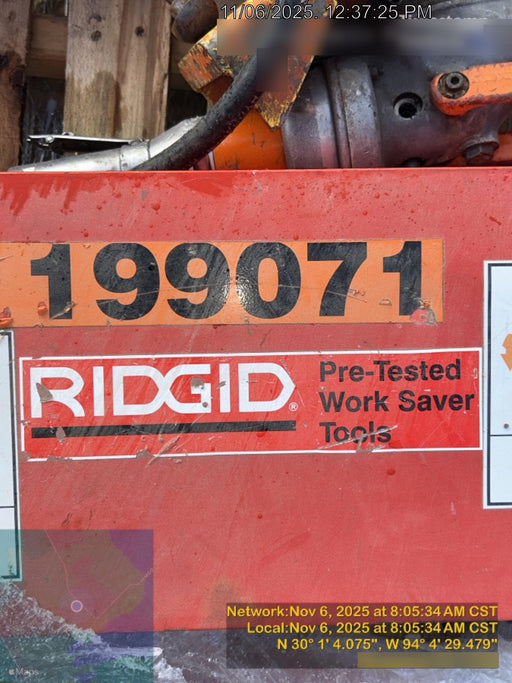 11/06/2025. 12:37:25 PM
199071
RIDGID®
Pre-Tested
Work Saver
Tools
Network:Nov 6, 2025 at 8:05:34 AM CST
Local:Nov 6, 2025 at 8:05:34 AM CST
N 30° 1' 4.075", W 94° 4' 29.479"
Maps